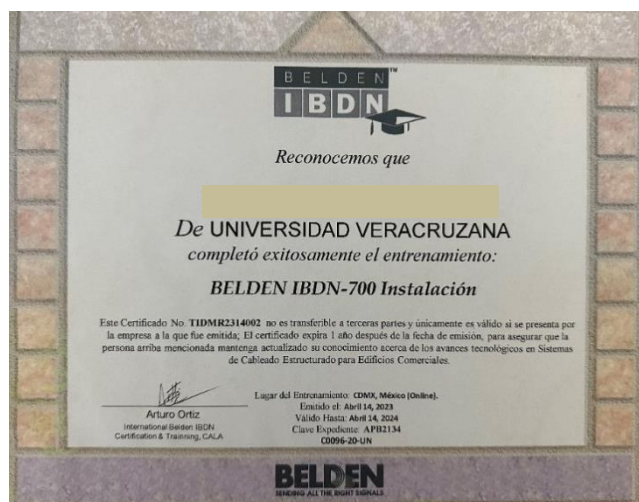 BELDEN™
IBDN
Reconocemos que
De UNIVERSIDAD VERACRUZANA
completó exitosamente el entrenamiento:
BELDEN IBDN-700 Instalación
Este Certificado No. TIDMR2314002 no es transferible a terceras partes y únicamente es válido si se presenta por
la empresa a la que fue emitida; El certificado expira 1 año después de la fecha de emisión, para asegurar que la
persona arriba mencionada mantenga actualizado su conocimiento acerca de los avances tecnológicos en Sistemas
de Cableado Estructurado para Edificios Comerciales.
Lugar del Entrenamiento: CDMX, México (Online).
Emitido el: Abril 14, 2023
Valido Hasta: Abril 14, 2024
Clave Expediente: APB2134
C0096-20-UN
Arturo Ortiz
International Belden IBDN
Certification & Trainning, CALA
BELDEN
SENDING ALL THE RIGHT SIGNALS